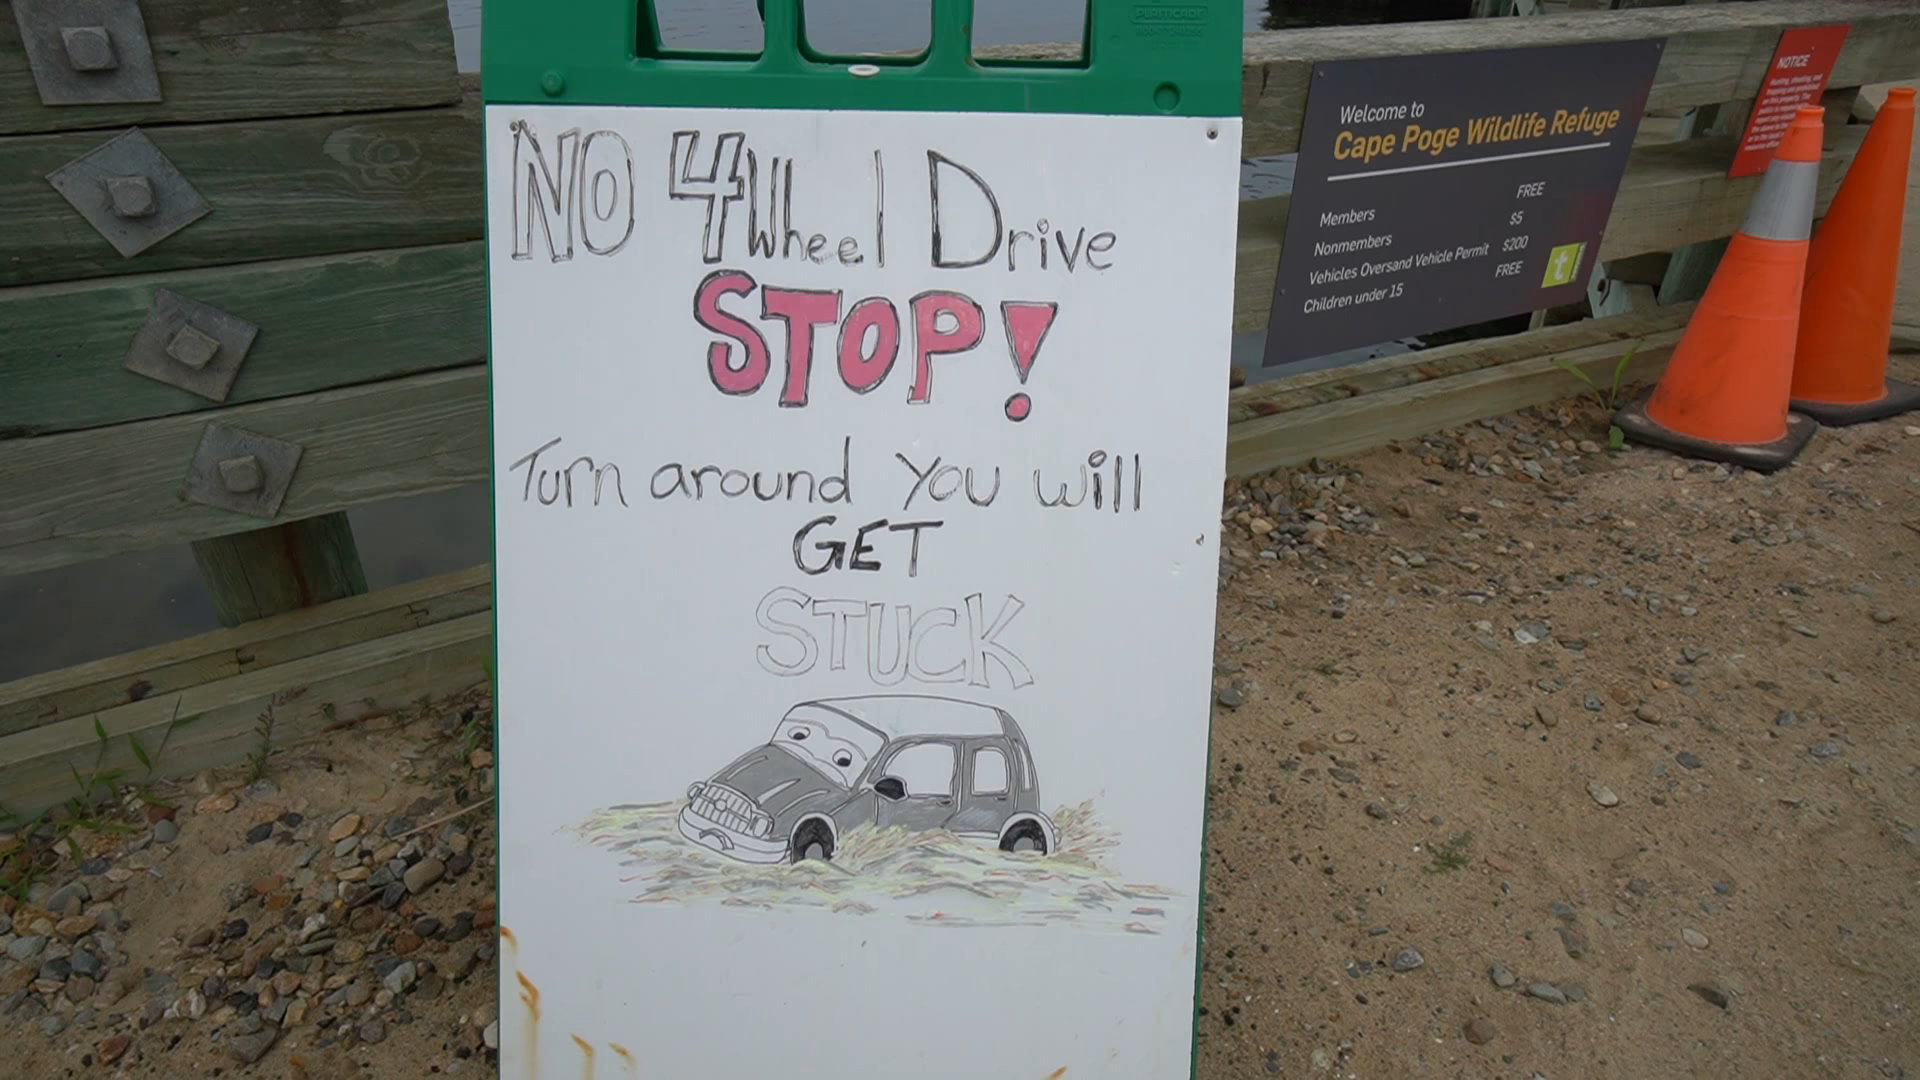 NO 4Wheel Drive
STOP!
Turn around You will
GET
STUCK
Welcome to
Cape Poge Wildlife Refuge
Members FREE
Nonmembers $5
Vehicles Oversand Vehicle Permit $200
Children under 15 FREE
t
NOTICE
PLASTICADE